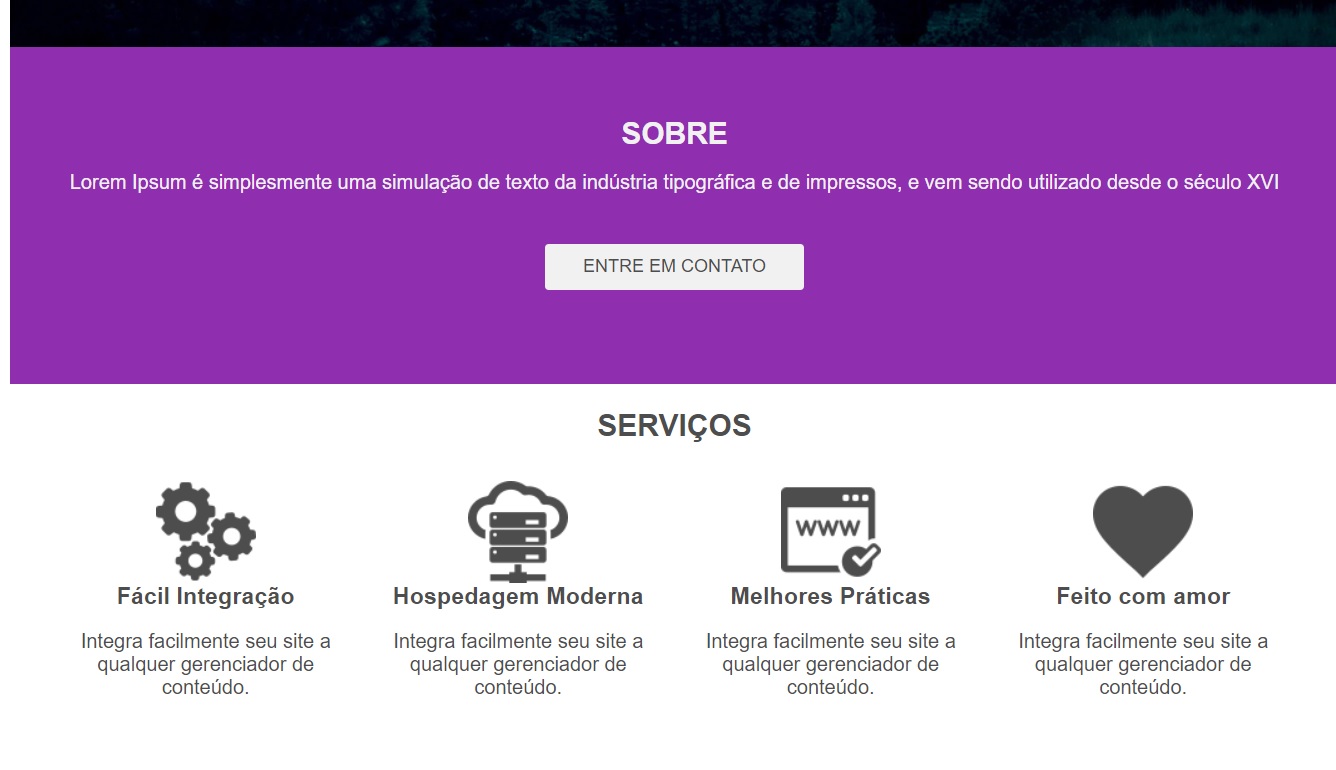 SOBRE
Lorem Ipsum é simplesmente uma simulação de texto da indústria tipográfica e de impressos, e vem sendo utilizado desde o século XVI
ENTRE EM CONTATO
SERVIÇOS
WWW
Fácil Integração
Integra facilmente seu site a
qualquer gerenciador de
conteúdo.
Hospedagem Moderna
Integra facilmente seu site a
qualquer gerenciador de
conteúdo.
Melhores Práticas
Integra facilmente seu site a
qualquer gerenciador de
conteúdo.
Feito com amor
Integra facilmente seu site a
qualquer gerenciador de
conteúdo.